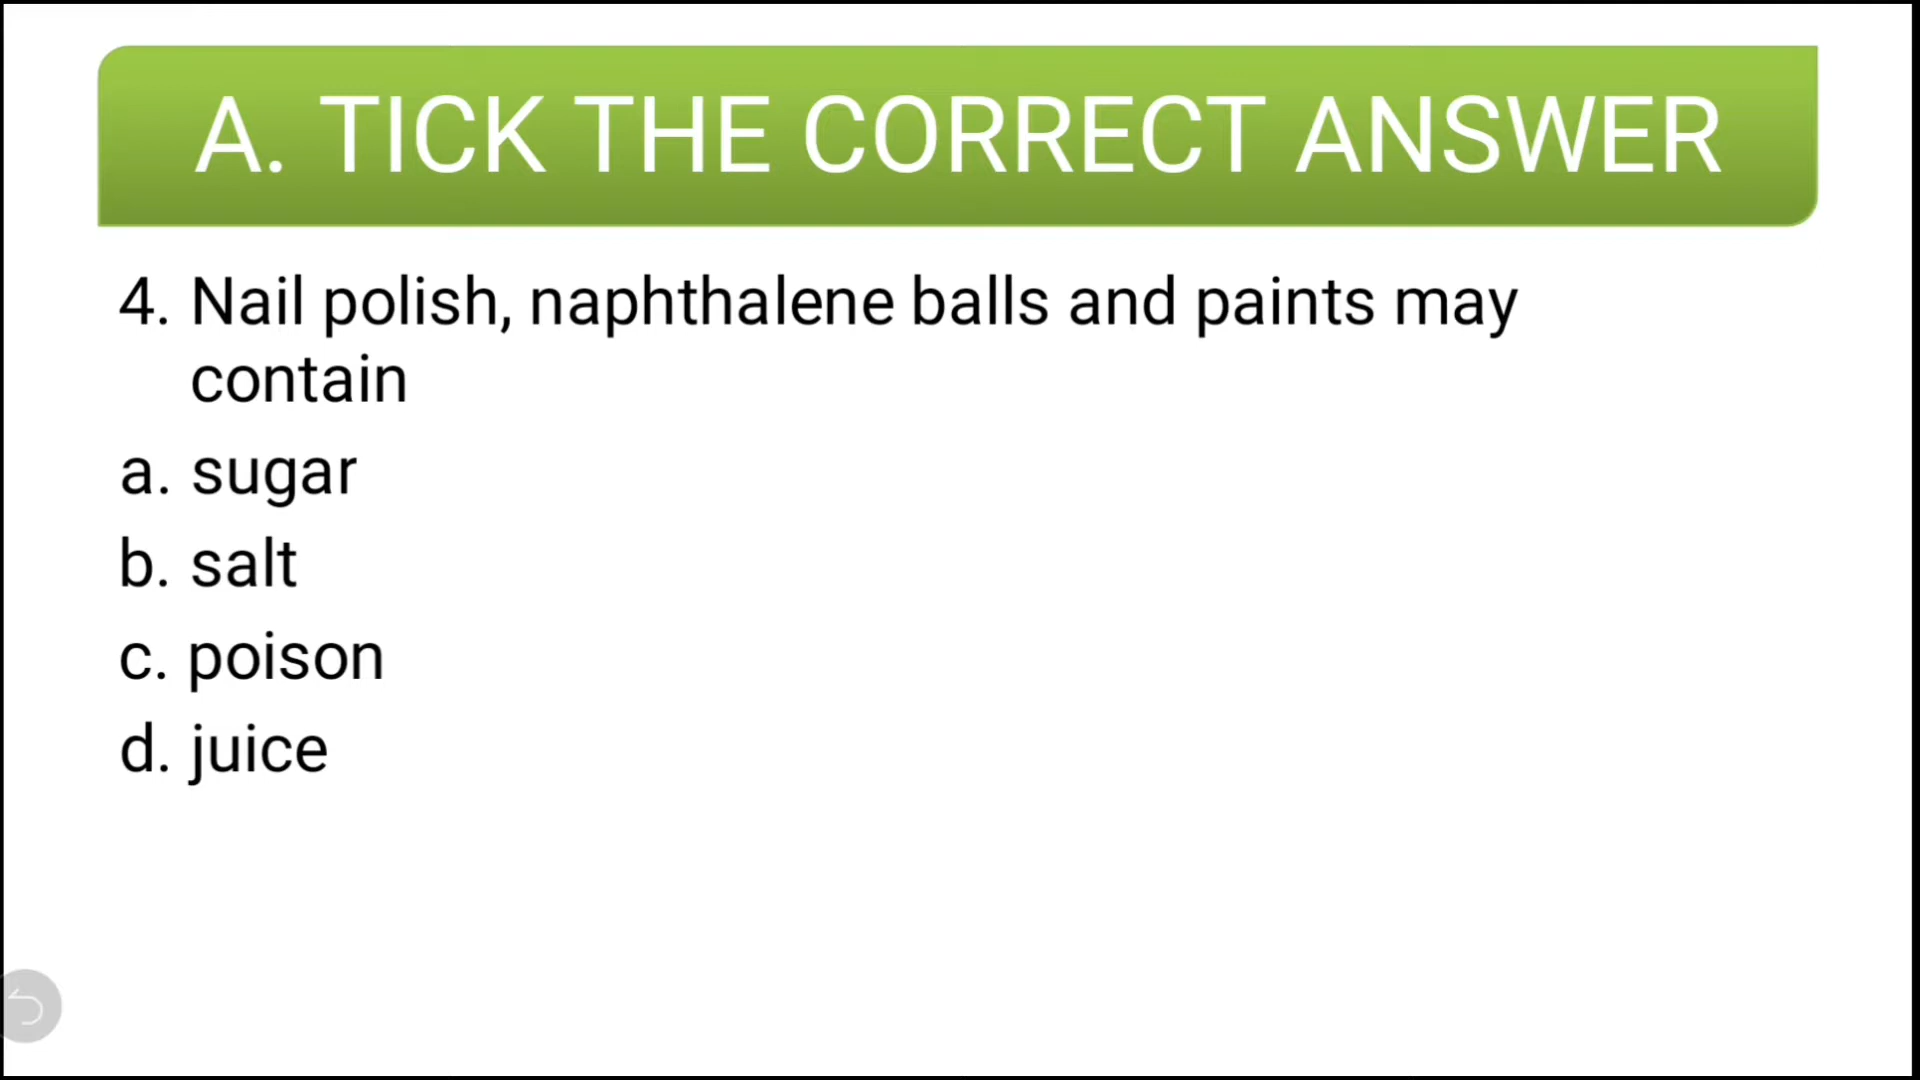 A. TICK THE CORRECT ANSWER
4. Nail polish, naphthalene balls and paints may
contain
a. sugar
b. salt
c. poison
d. juice